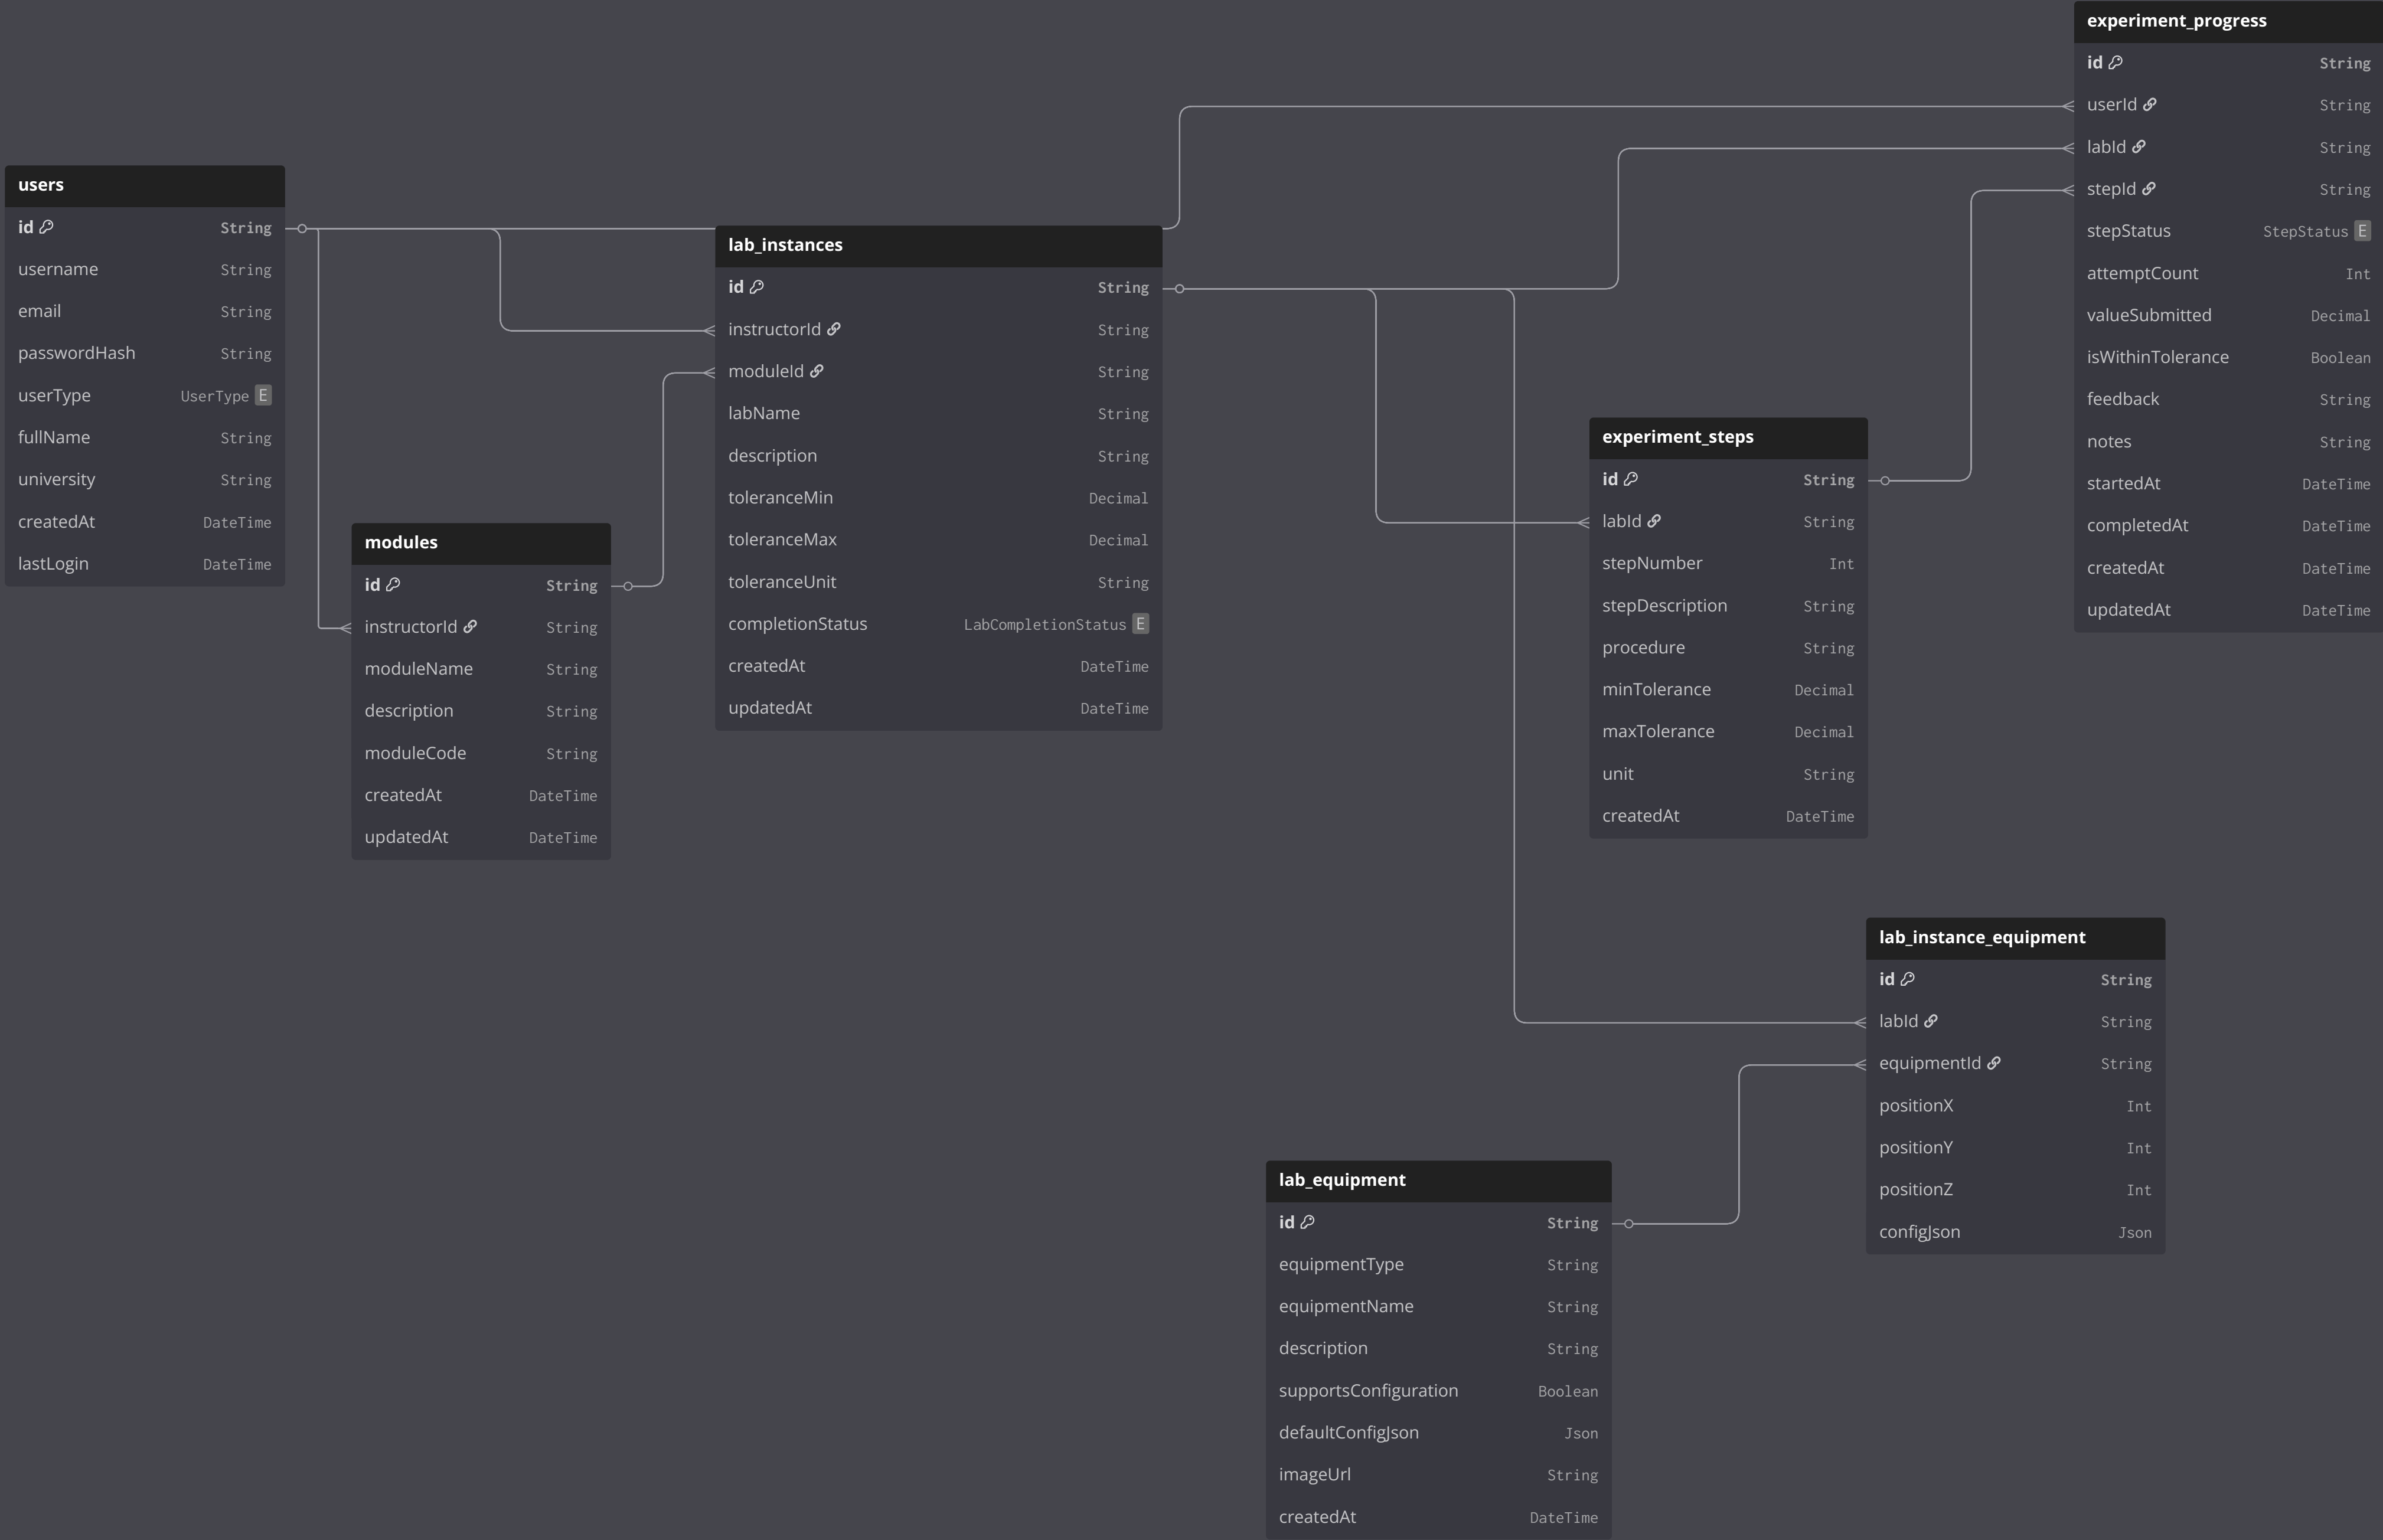 users
id String
username String
email String
passwordHash String
userType UserType E
fullName String
university String
createdAt DateTime
lastLogin DateTime
modules
id String
instructorId String
moduleName String
description String
moduleCode String
createdAt DateTime
updatedAt DateTime
lab_instances
id String
instructorId String
moduleId String
labName String
description String
toleranceMin Decimal
toleranceMax Decimal
toleranceUnit String
completionStatus LabCompletionStatus E
createdAt DateTime
updatedAt DateTime
experiment_steps
id String
labId String
stepNumber Int
stepDescription String
procedure String
minTolerance Decimal
maxTolerance Decimal
unit String
createdAt DateTime
experiment_progress
id String
userId String
labId String
stepId String
stepStatus StepStatus E
attemptCount Int
valueSubmitted Decimal
isWithinTolerance Boolean
feedback String
notes String
startedAt DateTime
completedAt DateTime
createdAt DateTime
updatedAt DateTime
lab_instance_equipment
id String
labId String
equipmentId String
positionX Int
positionY Int
positionZ Int
configJson Json
lab_equipment
id String
equipmentType String
equipmentName String
description String
supportsConfiguration Boolean
defaultConfigJson Json
imageUrl String
createdAt DateTime